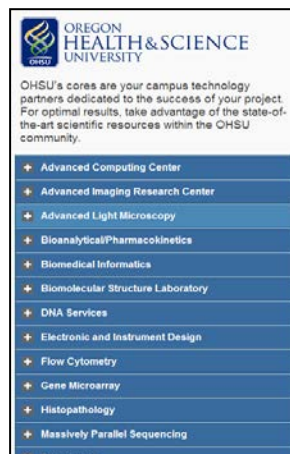 OREGON
HEALTH & SCIENCE
UNIVERSITY
OHSU
OHSU's cores are your campus technology
partners dedicated to the success of your project.
For optimal results, take advantage of the state-of-
the-art scientific resources within the OHSU
community.
Advanced Computing Center
Advanced Imaging Research Center
Advanced Light Microscopy
Bioanalytical/Pharmacokinetics
Biomedical Informatics
Biomolecular Structure Laboratory
DNA Services
Electronic and Instrument Design
Flow Cytometry
Gene Microarray
Histopathology
Massively Parallel Sequencing